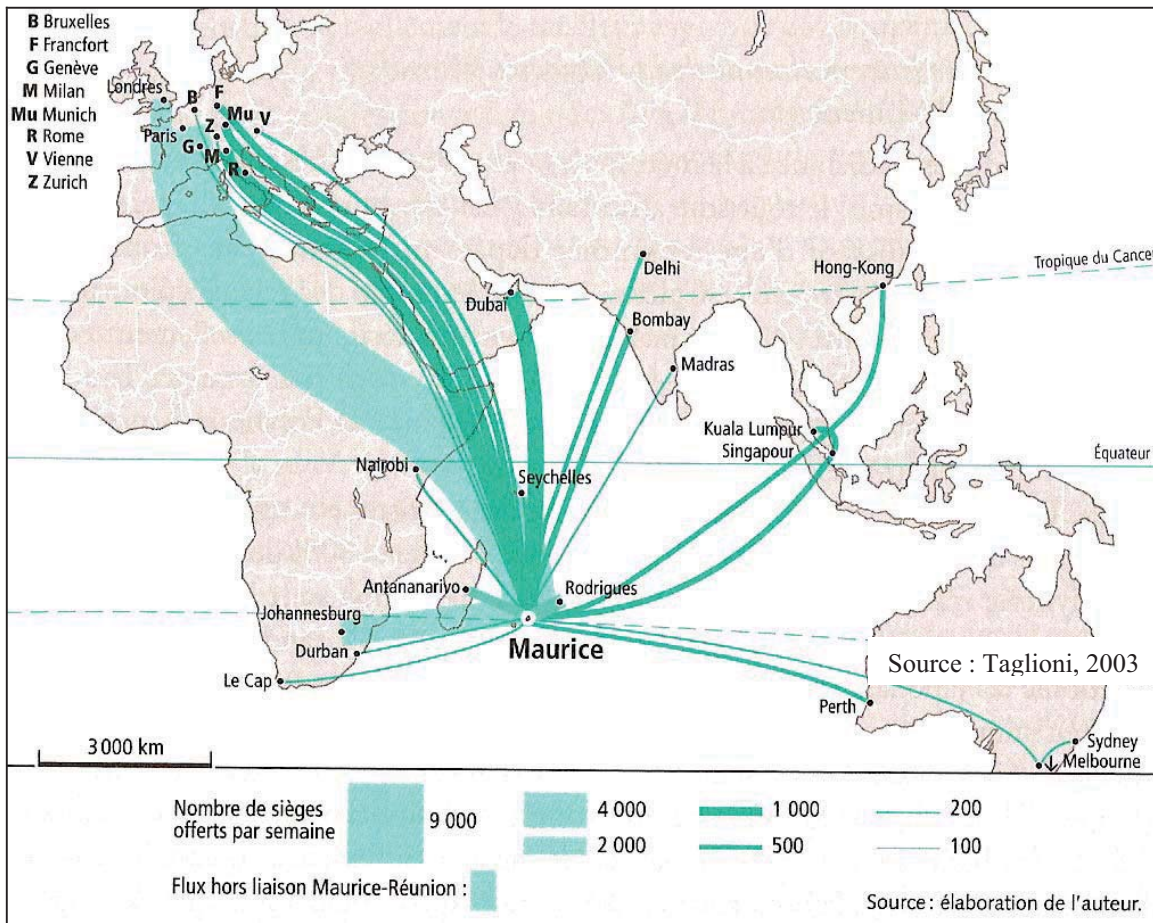 B Bruxelles
F Francfort
G Genève
M Milan
Mu Munich
R Rome
V Vienne
Z Zurich
Londres
B
F
Mu
V
Paris
Z
G
M
R
Delhi
Hong-Kong
Tropique du Cancer
Dubaï
Bombay
Madras
Kuala Lumpur
Singapour
Nairobi
Équateur
Seychelles
Antananarivo
Rodrigues
Johannesburg
Maurice
Durban
Source : Taglioni, 2003
Le Cap
Perth
Sydney
Melbourne
3 000 km
Nombre de sièges
offerts par semaine
9 000
4 000
2 000
1 000
500
200
100
Flux hors liaison Maurice-Réunion :
Source : élaboration de l'auteur.